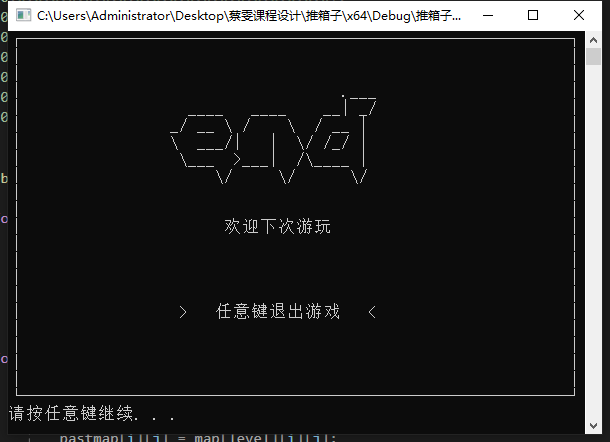 C:\Users\Administrator\Desktop\蔡雯课程设计\推箱子\x64\Debug\推箱子...
end
欢迎下次游玩
> 任意键退出游戏 <
请按任意键继续. . .
pastmap[i][j] = map[level][i][j];